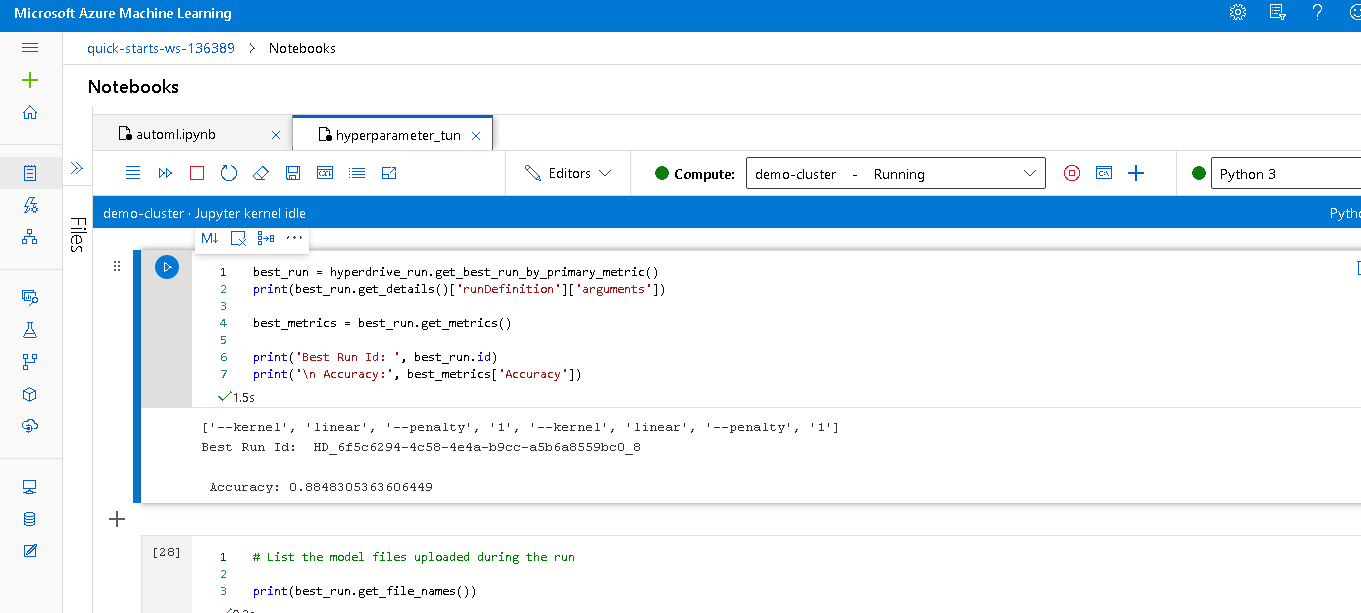 Microsoft Azure Machine Learning
quick-starts-ws-136389 > Notebooks
Notebooks
automl.ipynb
hyperparameter_tun
Editors
Compute:
demo-cluster - Running
Python 3
demo-cluster · Jupyter kernel idle
Pytho
Files
M↓
1 best_run = hyperdrive_run.get_best_run_by_primary_metric()
2 print(best_run.get_details()['runDefinition']['arguments'])
3
4 best_metrics = best_run.get_metrics()
5
6 print('Best Run Id: ', best_run.id)
7 print('\n Accuracy:', best_metrics['Accuracy'])
1.5s
['--kernel', 'linear', '--penalty', '1', '--kernel', 'linear', '--penalty', '1']
Best Run Id:  HD_6f5c6294-4c58-4e4a-b9cc-a5b6a8559bc0_8
Accuracy: 0.8848305363606449
[28]
1 # List the model files uploaded during the run
2
3 print(best_run.get_file_names())